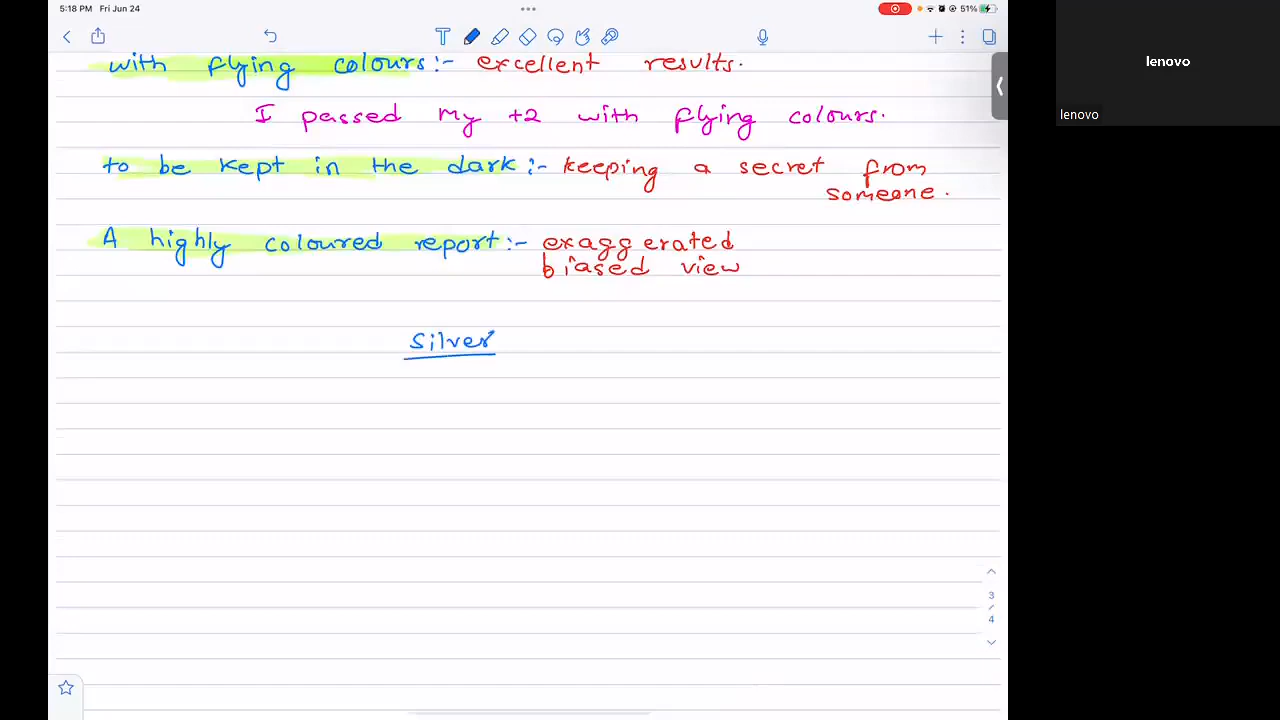 5:18 PM Fri Jun 24
51%
with flying colours:- excellent results.
I passed My +2 with flying colours.
to be kept in the dark:- keeping a secret from
someone.
A highly coloured report:- exaggerated
biased view
Silver
3
/
4
lenovo
lenovo